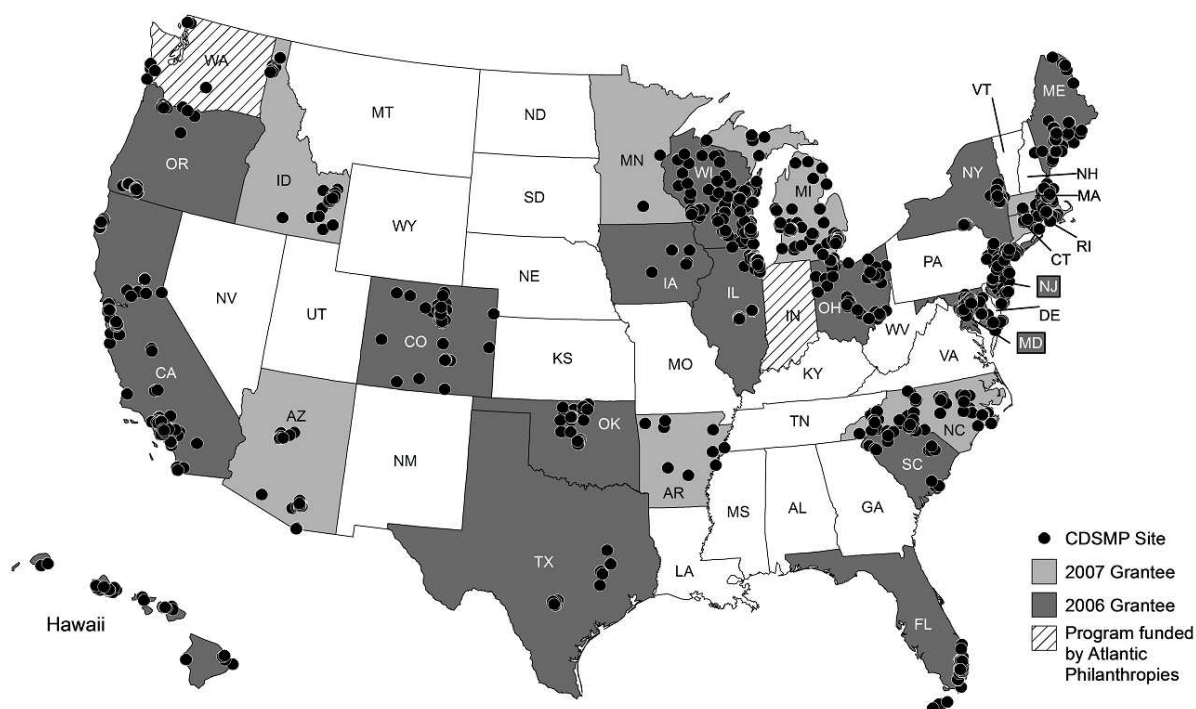 WA
MT
ND
MN
VT
ME
OR
ID
SD
WI
MI
NY
NH
MA
WY
RI
CT
PA
NE
IA
NV
UT
CO
IL
IN
OH
NJ
DE
MD
WV
VA
CA
KS
MO
KY
AZ
NM
OK
AR
TN
NC
SC
MS
AL
GA
TX
LA
FL
Hawaii
CDSMP Site
2007 Grantee
2006 Grantee
Program funded
by Atlantic
Philanthropies